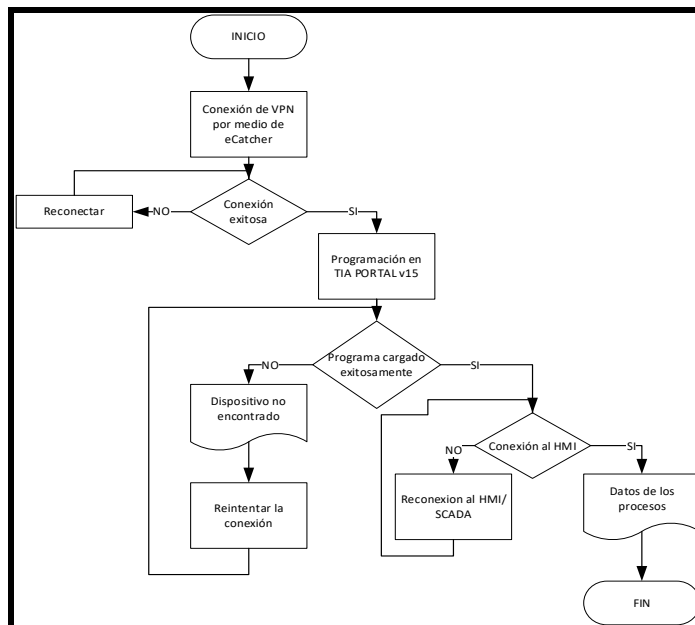 INICIO
Conexión de VPN
por medio de
eCatcher
Reconectar
NO
Conexión
exitosa
SI
Programación en
TIA PORTAL v15
NO
Programa cargado
exitosamente
SI
Dispositivo no
encontrado
NO
Conexión al HMI
SI
Reintentar la
conexión
Reconexion al HMI/
SCADA
Datos de los
procesos
FIN